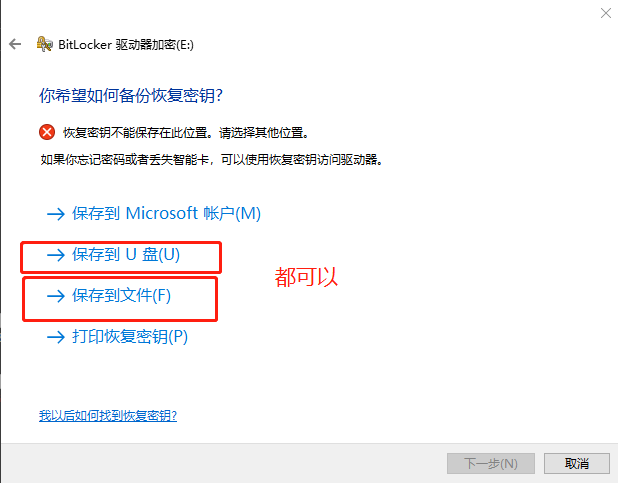 BitLocker 驱动器加密(E:)
你希望如何备份恢复密钥?
恢复密钥不能保存在此位置。请选择其他位置。
如果你忘记密码或者丢失智能卡，可以使用恢复密钥访问驱动器。
保存到 Microsoft 帐户(M)
保存到 U 盘(U)
都可以
保存到文件(F)
打印恢复密钥(P)
我以后如何找到恢复密钥?
下一步(N)
取消